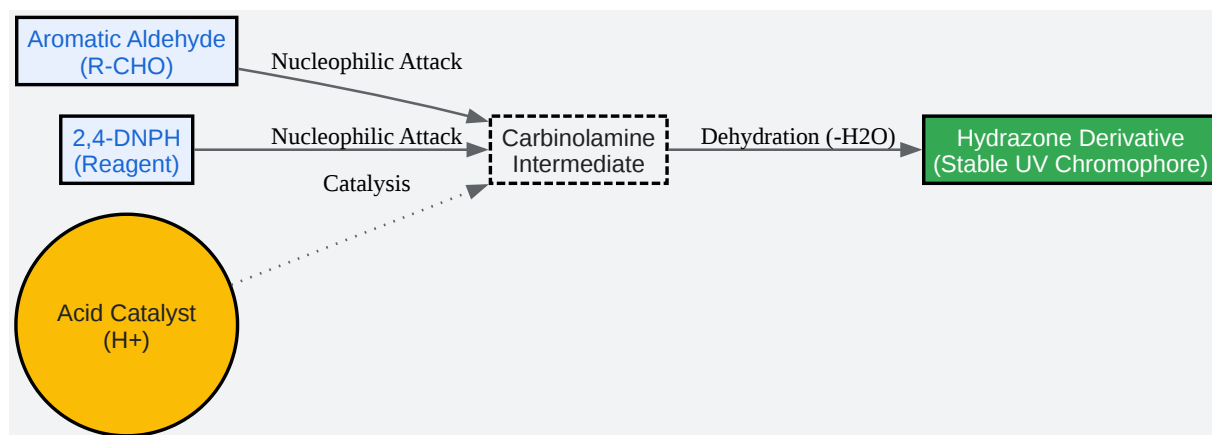 Aromatic Aldehyde
(R-CHO)
Nucleophilic Attack
2,4-DNPH
(Reagent)
Nucleophilic Attack
Carbinolamine
Intermediate
Dehydration (-H2O)
Hydrazone Derivative
(Stable UV Chromophore)
Catalysis
Acid Catalyst
(H+)